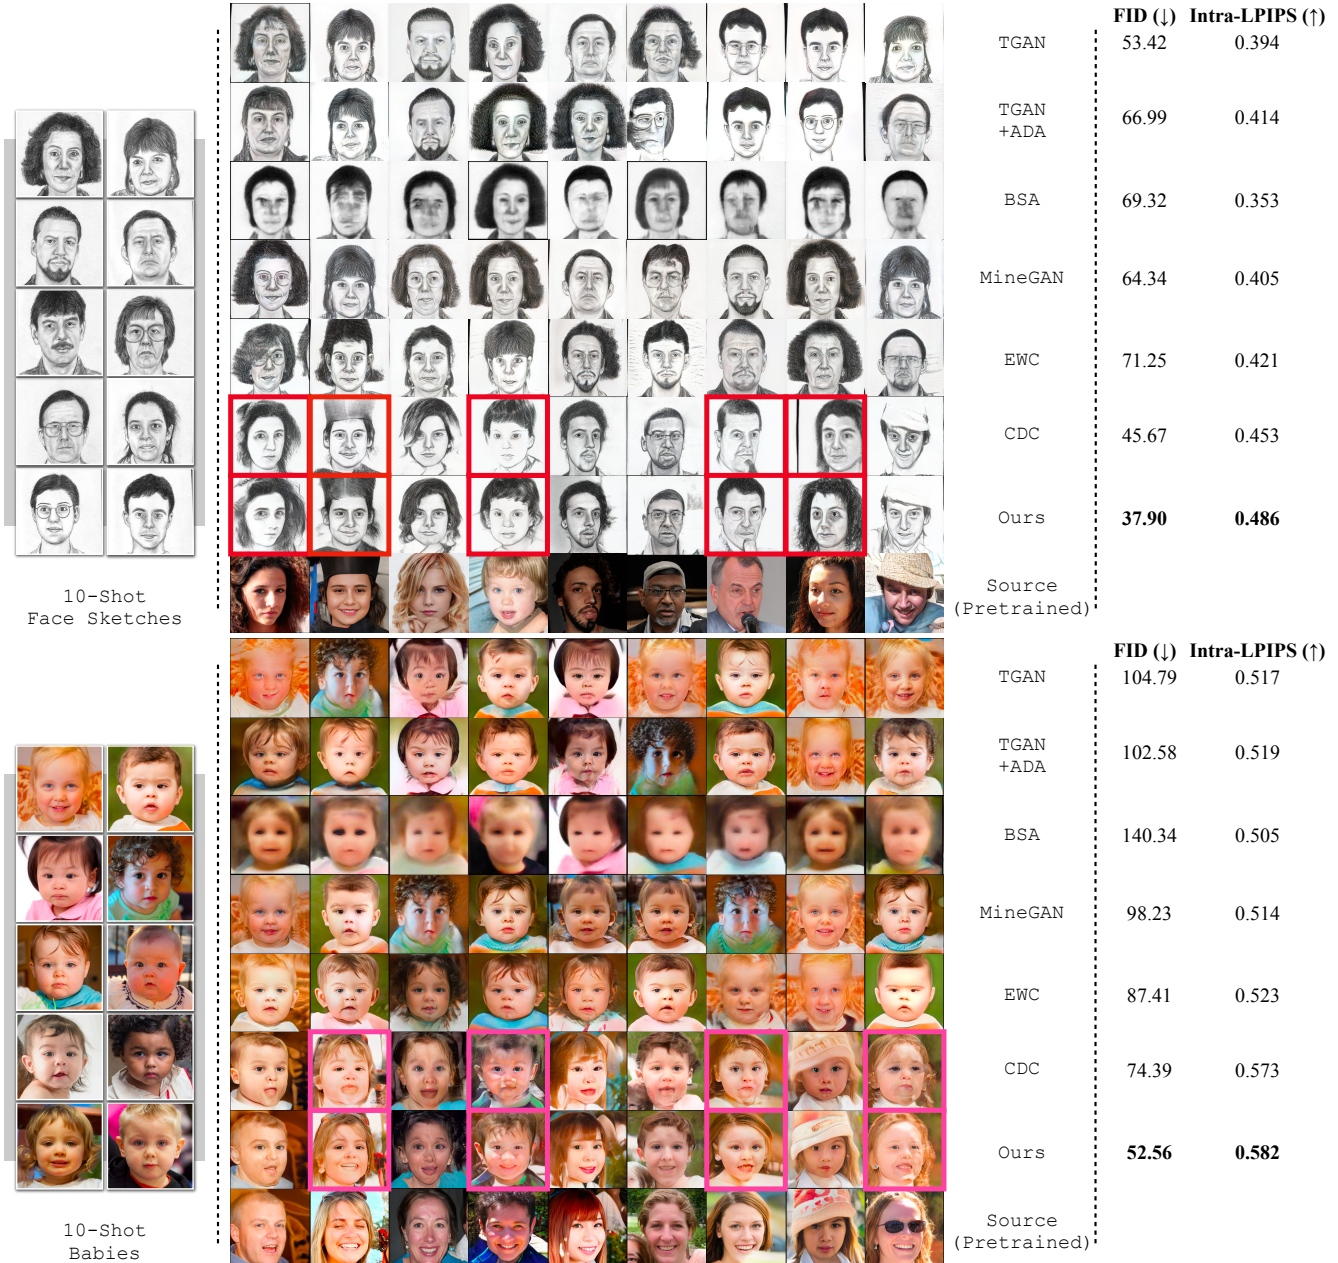 FID (↓) Intra-LPIPS (↑)
TGAN 53.42 0.394
TGAN
+ADA 66.99 0.414
BSA 69.32 0.353
MineGAN 64.34 0.405
EWC 71.25 0.421
CDC 45.67 0.453
Ours 37.90 0.486
Source
(Pretrained)
10-Shot
Face Sketches
FID (↓) Intra-LPIPS (↑)
TGAN 104.79 0.517
TGAN
+ADA 102.58 0.519
BSA 140.34 0.505
MineGAN 98.23 0.514
EWC 87.41 0.523
CDC 74.39 0.573
Ours 52.56 0.582
Source
(Pretrained)
10-Shot
Babies